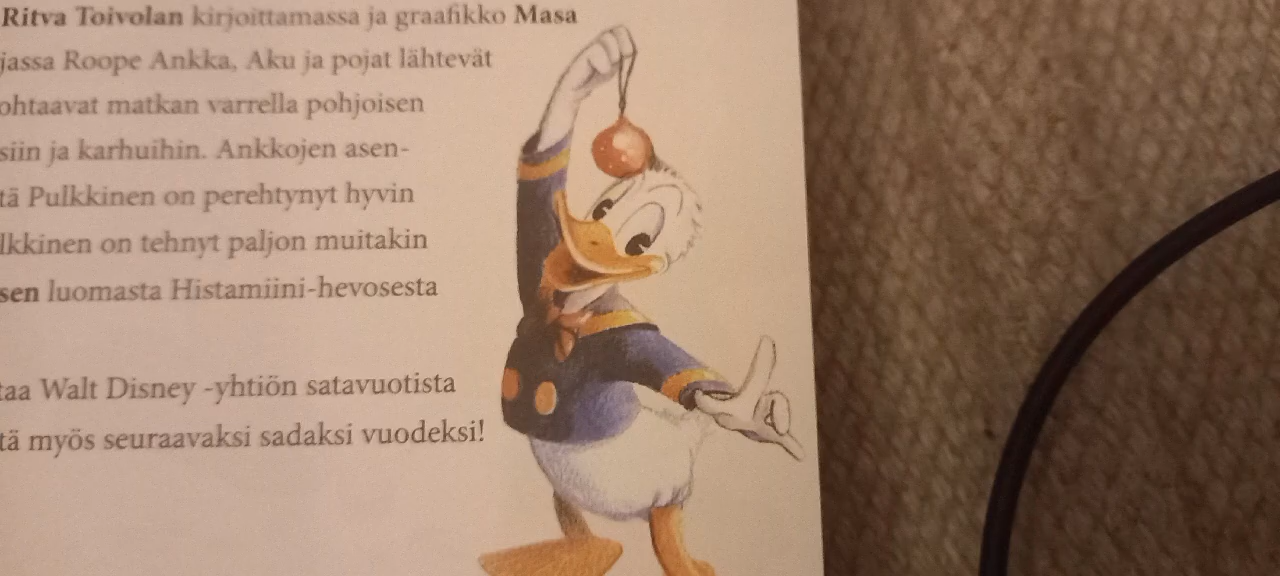 Ritva Toivolan kirjoittamassa ja graafikko Masa
jassa Roope Ankka, Aku ja pojat lähtevät
ohtaavat matkan varrella pohjoisen
siin ja karhuihin. Ankkojen asen-
tä Pulkkinen on perehtynyt hyvin
lkkinen on tehnyt paljon muitakin
sen luomasta Histamiini-hevosesta
taa Walt Disney -yhtiön satavuotista
tä myös seuraavaksi sadaksi vuodeksi!